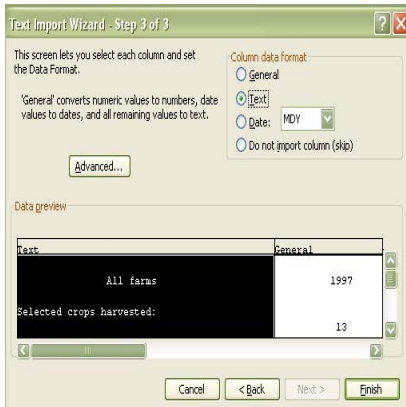 Text Import Wizard - Step 3 of 3
This screen lets you select each column and set
the Data Format.
'General' converts numeric values to numbers, date
values to dates, and all remaining values to text.
Advanced...
Column data format
General
Text
Date: MDY
Do not import column (skip)
Data preview
Text General
All farms 1997
Selected crops harvested:
13
Cancel < Back Next > Finish